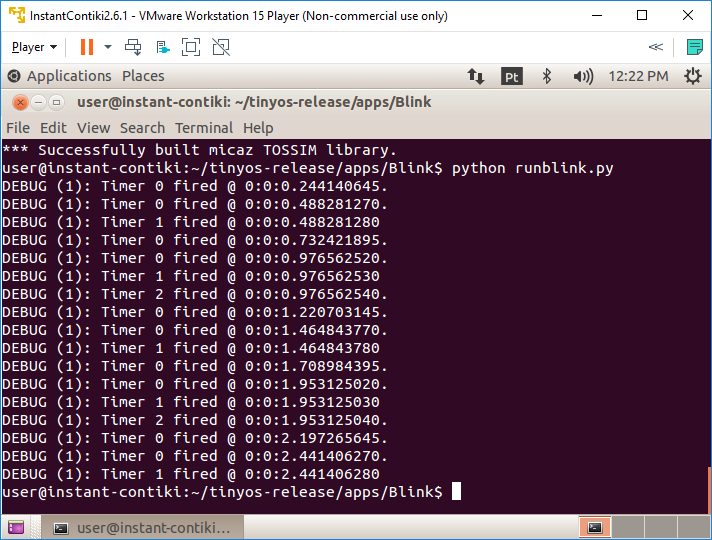 InstantContiki2.6.1 - VMware Workstation 15 Player (Non-commercial use only)
Player
Applications Places Pt 12:22 PM
user@instant-contiki: ~/tinyos-release/apps/Blink
File Edit View Search Terminal Help
*** Successfully built micaz TOSSIM library.
user@instant-contiki:~/tinyos-release/apps/Blink$ python runblink.py
DEBUG (1): Timer 0 fired @ 0:0:0.244140645.
DEBUG (1): Timer 0 fired @ 0:0:0.488281270.
DEBUG (1): Timer 1 fired @ 0:0:0.488281280
DEBUG (1): Timer 0 fired @ 0:0:0.732421895.
DEBUG (1): Timer 0 fired @ 0:0:0.976562520.
DEBUG (1): Timer 1 fired @ 0:0:0.976562530
DEBUG (1): Timer 2 fired @ 0:0:0.976562540.
DEBUG (1): Timer 0 fired @ 0:0:1.220703145.
DEBUG (1): Timer 0 fired @ 0:0:1.464843770.
DEBUG (1): Timer 1 fired @ 0:0:1.464843780
DEBUG (1): Timer 0 fired @ 0:0:1.708984395.
DEBUG (1): Timer 0 fired @ 0:0:1.953125020.
DEBUG (1): Timer 1 fired @ 0:0:1.953125030
DEBUG (1): Timer 2 fired @ 0:0:1.953125040.
DEBUG (1): Timer 0 fired @ 0:0:2.197265645.
DEBUG (1): Timer 0 fired @ 0:0:2.441406270.
DEBUG (1): Timer 1 fired @ 0:0:2.441406280
user@instant-contiki:~/tinyos-release/apps/Blink$
user@instant-contiki...